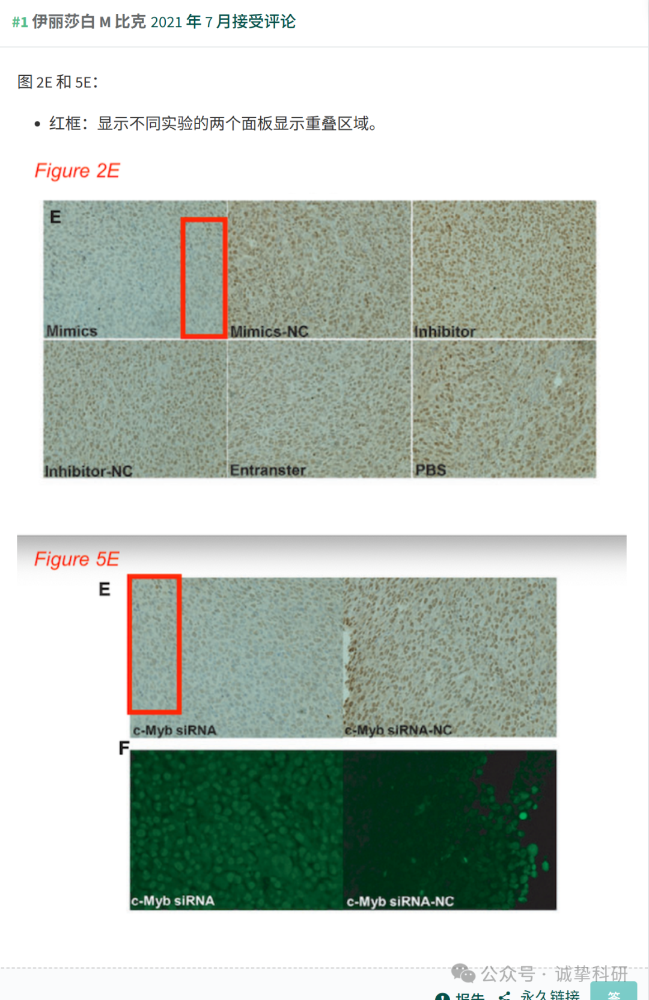 #1 伊丽莎白 M 比克 2021 年 7 月接受评论
图 2E 和 5E：
• 红框：显示不同实验的两个面板显示重叠区域。
Figure 2E
E
Mimics
Mimics-NC
Inhibitor
Inhibitor-NC
Entranster
PBS
Figure 5E
E
c-Myb siRNA
c-Myb siRNA-NC
F
c-Myb siRNA
c-Myb siRNA-NC
公众号 · 诚挚科研
报告
永久链接
答